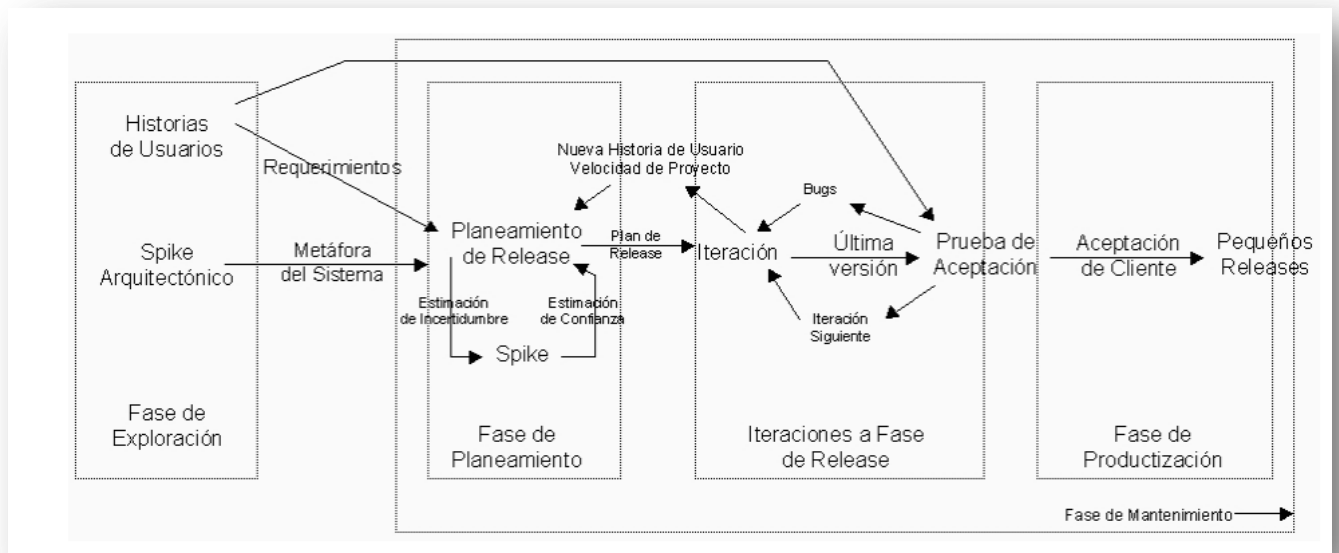 Historias
de Usuarios
Requerimientos
Spike
Arquitectónico
Metáfora
del Sistema
Fase de
Exploración
Nueva Historia de Usuario
Velocidad de Proyecto
Planeamiento
de Release
Plan de
Release
Estimación
de Incertidumbre
Estimación
de Confianza
Spike
Fase de
Planeamiento
Iteración
Bugs
Última
versión
Prueba de
Aceptación
Iteración
Siguiente
Iteraciones a Fase
de Release
Aceptación
de Cliente
Pequeños
Releases
Fase de
Productización
Fase de Mantenimiento